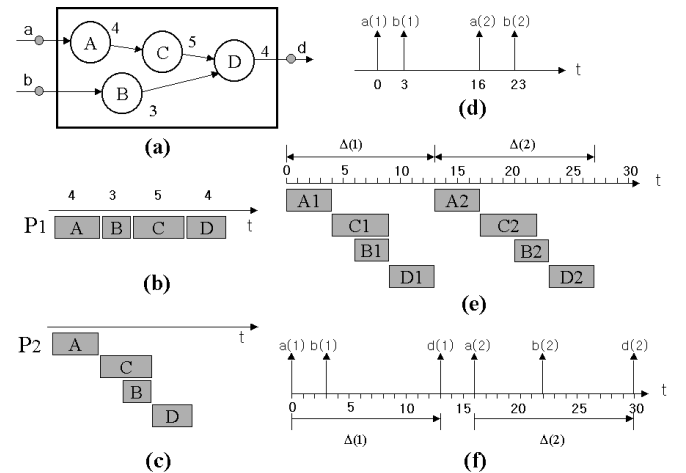 a
A
4
C
5
D
4
d
b
B
3
(a)
a(1) b(1) a(2) b(2)
t
0 3 16 23
(d)
4 3 5 4
P1
A B C D
t
(b)
Δ(1) Δ(2)
0 5 10 15 20 25 30
t
A1 A2
C1 C2
B1 B2
D1 D2
(e)
t
P2
A
C
B
D
(c)
a(1) b(1) d(1) a(2) b(2) d(2)
t
0 5 10 15 20 25 30
Δ(1) Δ(2)
(f)